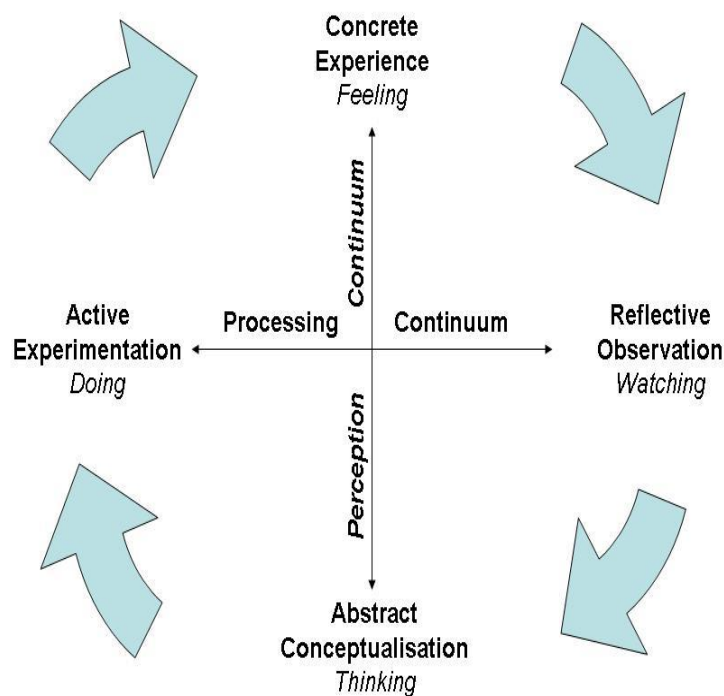 Concrete
Experience
Feeling
Continuum
Processing
Continuum
Active
Experimentation
Doing
Reflective
Observation
Watching
Perception
Abstract
Conceptualisation
Thinking